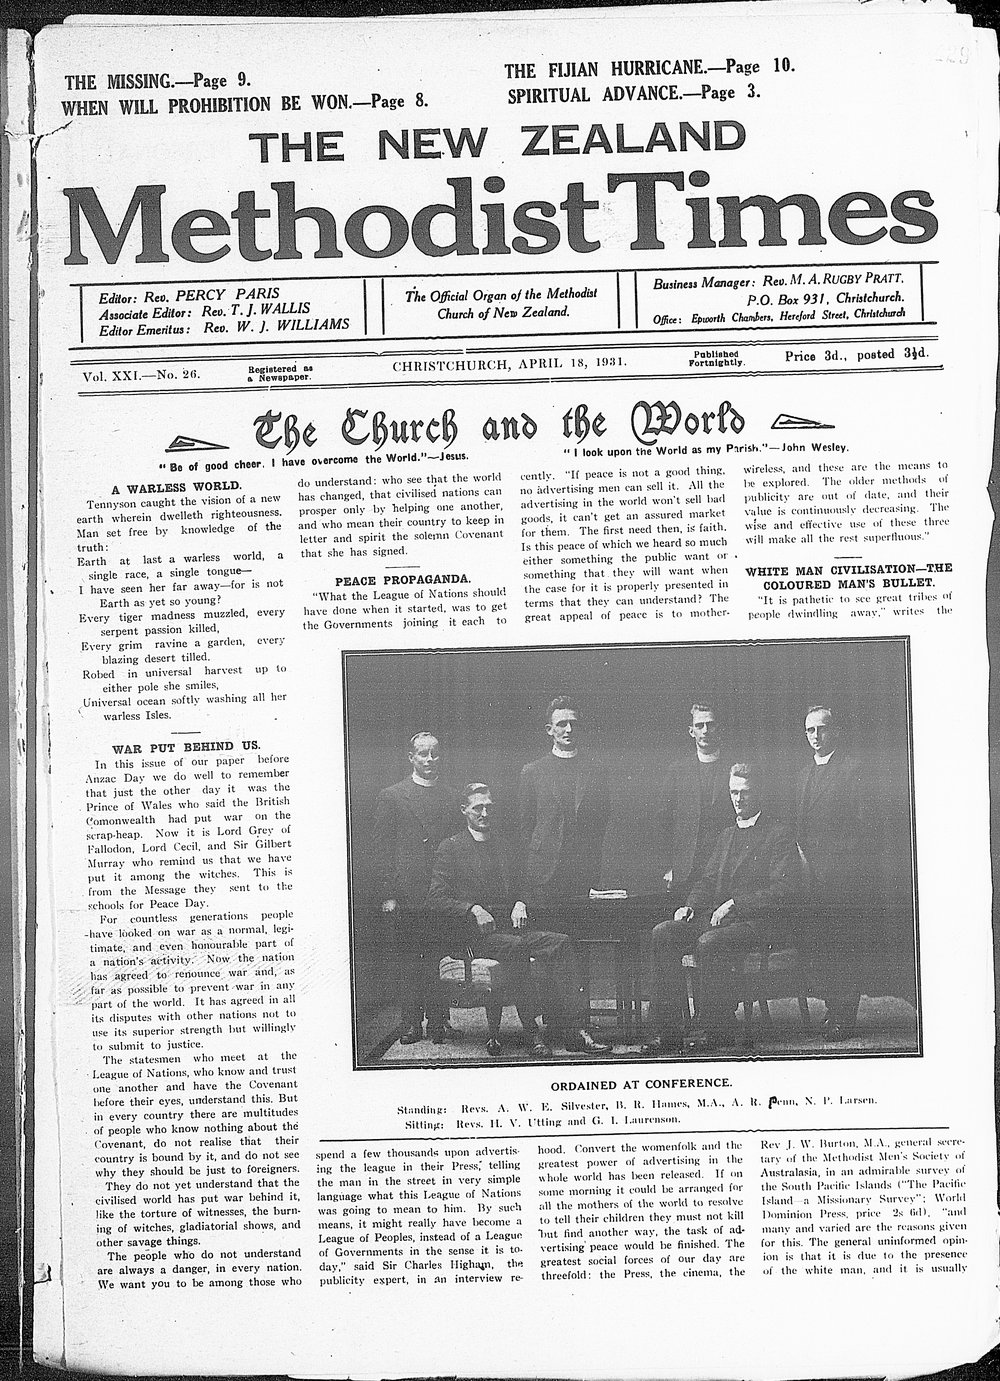 THE MISSING.—Page 9.
WHEN WILL PROHIBITION BE WON.—Page 8.
THE FIJIAN HURRICANE.—Page 10.
SPIRITUAL ADVANCE.—Page 3.
THE NEW ZEALAND
Methodist Times
Editor: Rev. PERCY PARIS
Associate Editor: Rev. T. J. WALLIS
Editor Emeritus: Rev. W. J. WILLIAMS
The Official Organ of the Methodist
Church of New Zealand.
Business Manager: Rev. M. A. RUGBY PRATT.
P.O. Box 931, Christchurch.
Office: Epworth Chambers, Hereford Street, Christchurch
Vol. XXI.—No. 26.
Registered as
a Newspaper.
CHRISTCHURCH, APRIL 18, 1931.
Published
Fortnightly.
Price 3d., posted 3½d.
The Church and the World
"Be of good cheer, I have overcome the World."—Jesus.
"I look upon the World as my Parish."—John Wesley.
A WARLESS WORLD.
Tennyson caught the vision of a new
earth wherein dwelleth righteousness.
Man set free by knowledge of the
truth:
Earth at last a warless world, a
single race, a single tongue—
I have seen her far away—for is not
Earth as yet so young?
Every tiger madness muzzled, every
serpent passion killed,
Every grim ravine a garden, every
blazing desert tilled.
Robed in universal harvest up to
either pole she smiles,
Universal ocean softly washing all her
warless Isles.
WAR PUT BEHIND US.
In this issue of our paper before
Anzac Day we do well to remember
that just the other day it was the
Prince of Wales who said the British
Comonwealth had put war on the
scrap-heap. Now it is Lord Grey of
Fallodon, Lord Cecil, and Sir Gilbert
Murray who remind us that we have
put it among the witches. This is
from the Message they sent to the
schools for Peace Day.
For countless generations people
have looked on war as a normal, legi-
timate, and even honourable part of
a nation's activity. Now the nation
has agreed to renounce war and, as
far as possible to prevent war in any
part of the world. It has agreed in all
its disputes with other nations not to
use its superior strength but willingly
to submit to justice.
The statesmen who meet at the
League of Nations, who know and trust
one another and have the Covenant
before their eyes, understand this. But
in every country there are multitudes
of people who know nothing about the
Covenant, do not realise that their
country is bound by it, and do not see
why they should be just to foreigners.
They do not yet understand that the
civilised world has put war behind it,
like the torture of witnesses, the burn-
ing of witches, gladiatorial shows, and
other savage things.
The people who do not understand
are always a danger, in every nation.
We want you to be among those who
do understand: who see that the world
has changed, that civilised nations can
prosper only by helping one another,
and who mean their country to keep in
letter and spirit the solemn Covenant
that she has signed.
PEACE PROPAGANDA.
"What the League of Nations should
have done when it started, was to get
the Governments joining it each to
spend a few thousands upon advertis-
ing the league in their Press, telling
the man in the street in very simple
language what this League of Nations
was going to mean to him. By such
means, it might really have become a
League of Peoples, instead of a League
of Governments in the sense it is to-
day," said Sir Charles Higham, the
publicity expert, in an interview re-
cently. "If peace is not a good thing,
no advertising men can sell it. All the
advertising in the world won't sell bad
goods, it can't get an assured market
for them. The first need then, is faith.
Is this peace of which we heard so much
either something the public want or
something that they will want when
the case for it is properly presented in
terms that they can understand? The
great appeal of peace is to mother-
hood. Convert the womenfolk and the
greatest power of advertising in the
whole world has been released. If on
some morning it could be arranged for
all the mothers of the world to resolve
to tell their children they must not kill
but find another way, the task of ad-
vertising peace would be finished. The
greatest social forces of our day are
threefold: the Press, the cinema, the
wireless, and these are the means to
be explored. The older methods of
publicity are out of date, and their
value is continuously decreasing. The
wise and effective use of these three
will make all the rest superfluous."
WHITE MAN CIVILISATION—THE
COLOURED MAN'S BULLET.
"It is pathetic to see great tribes of
people dwindling away," writes the
Rev J. W. Burton, M.A., general secre-
tary of the Methodist Men's Society of
Australasia, in an admirable survey of
the South Pacific Islands ("The Pacific
Island—a Missionary Survey"; World
Dominion Press, price 2s 6d), "and
many and varied are the reasons given
for this. The general uninformed opin-
ion is that it is due to the presence
of the white man, and it is usually
ORDAINED AT CONFERENCE.
Standing: Revs. A. W. E. Silvester, B. R. Hames, M.A., A. R. Penn, N. P. Larsen.
Sitting: Revs. H. V. Utting and G. I. Laurenson.